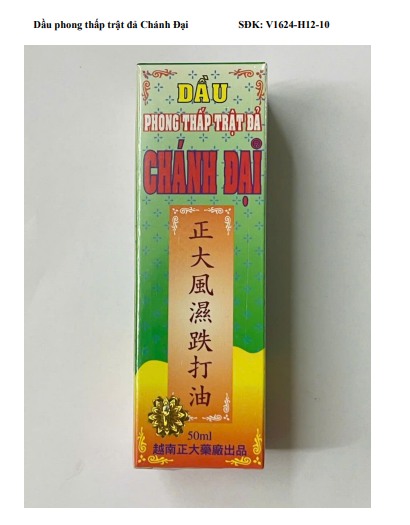 Dầu phong thấp trật đả Chánh Đại SĐK: V1624-H12-10
DẦU
PHONG THẤP TRẬT ĐẢ
CHÁNH ĐẠI®
正大風濕跌打油
50ml
越南正大藥廠出品